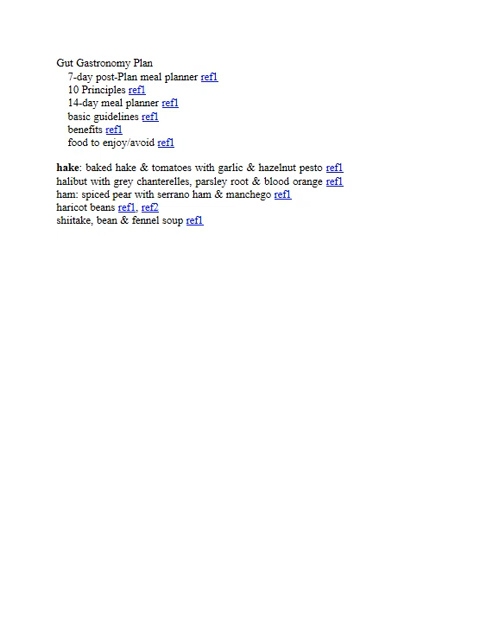 Gut Gastronomy Plan
7-day post-Plan meal planner ref1
10 Principles ref1
14-day meal planner ref1
basic guidelines ref1
benefits ref1
food to enjoy/avoid ref1
hake: baked hake & tomatoes with garlic & hazelnut pesto ref1
halibut with grey chanterelles, parsley root & blood orange ref1
ham: spiced pear with serrano ham & manchego ref1
haricot beans ref1, ref2
shiitake, bean & fennel soup ref1